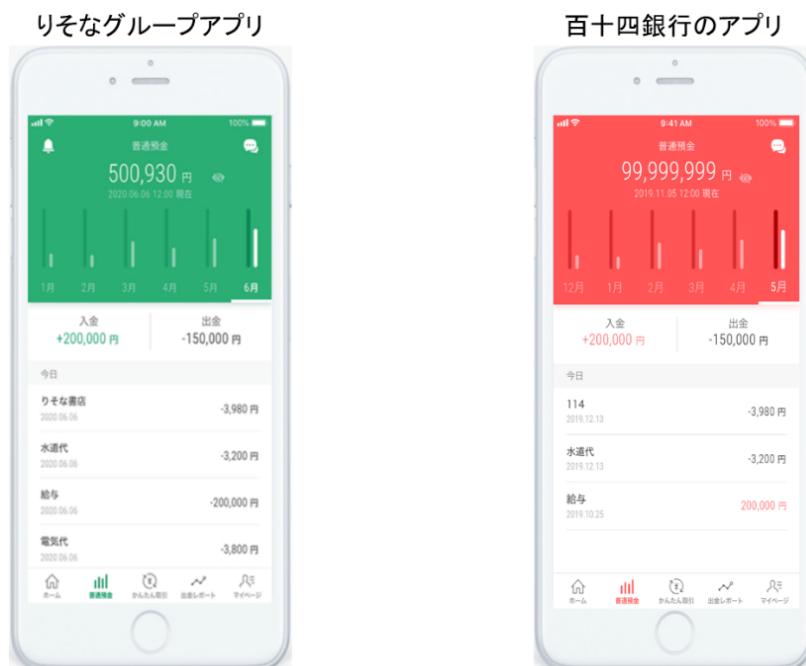 りそなグループアプリ
9:00 AM
100%
普通預金
500,930 円
2020.06.06 12:00 現在
1月 2月 3月 4月 5月 6月
入金 出金
+200,000 円 -150,000 円
今日
りそな書店
2020.06.06
-3,980 円
水道代
2020.06.06
-3,200 円
給与
2020.06.06
-200,000 円
電気代
2020.06.06
-3,800 円
ホーム 普通預金 かんたん取引 出金レポート マイページ
百十四銀行のアプリ
9:41 AM
100%
普通預金
99,999,999 円
2019.11.05 12:00 現在
12月 1月 2月 3月 4月 5月
入金 出金
+200,000 円 -150,000 円
今日
114
2019.12.13
-3,980 円
水道代
2019.12.13
-3,200 円
給与
2019.10.25
200,000 円
ホーム 普通預金 かんたん取引 出金レポート マイページ